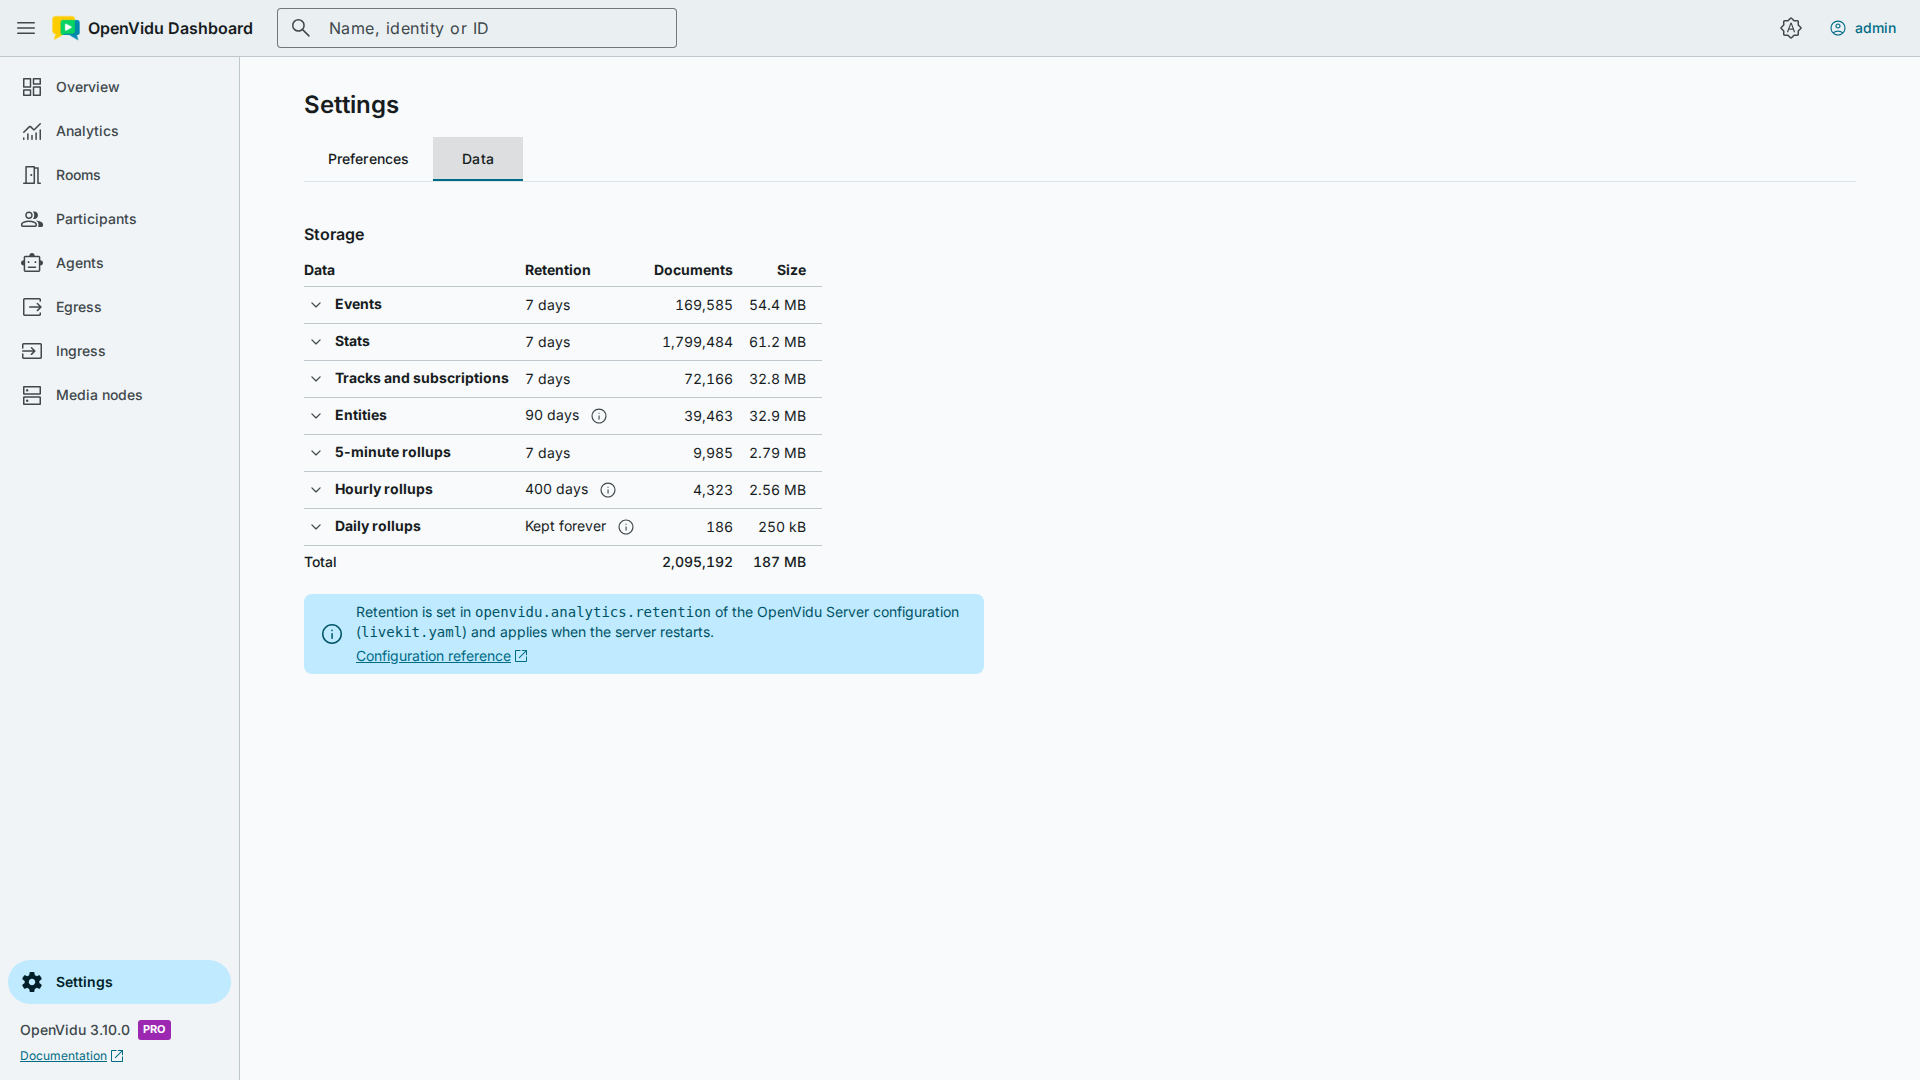 OpenVidu Dashboard
Name, identity or ID
admin
Overview
Analytics
Rooms
Participants
Agents
Egress
Ingress
Media nodes
Settings
OpenVidu 3.10.0 PRO
Documentation
Settings
Preferences Data
Storage
Data Retention Documents Size
Events 7 days 169,585 54.4 MB
Stats 7 days 1,799,484 61.2 MB
Tracks and subscriptions 7 days 72,166 32.8 MB
Entities 90 days 39,463 32.9 MB
5-minute rollups 7 days 9,985 2.79 MB
Hourly rollups 400 days 4,323 2.56 MB
Daily rollups Kept forever 186 250 kB
Total 2,095,192 187 MB
Retention is set in openvidu.analytics.retention of the OpenVidu Server configuration
(livekit.yaml) and applies when the server restarts.
Configuration reference